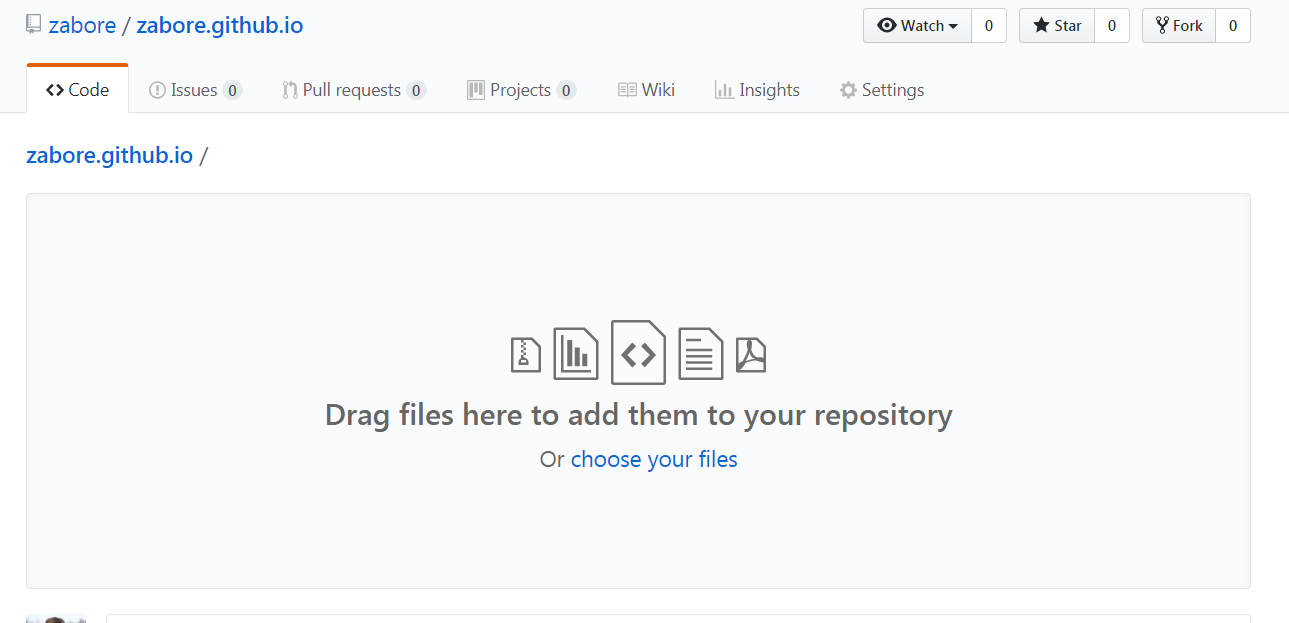 zabore / zabore.github.io
Watch 0 Star 0 Fork 0
Code Issues 0 Pull requests 0 Projects 0 Wiki Insights Settings
zabore.github.io /
Drag files here to add them to your repository
Or choose your files